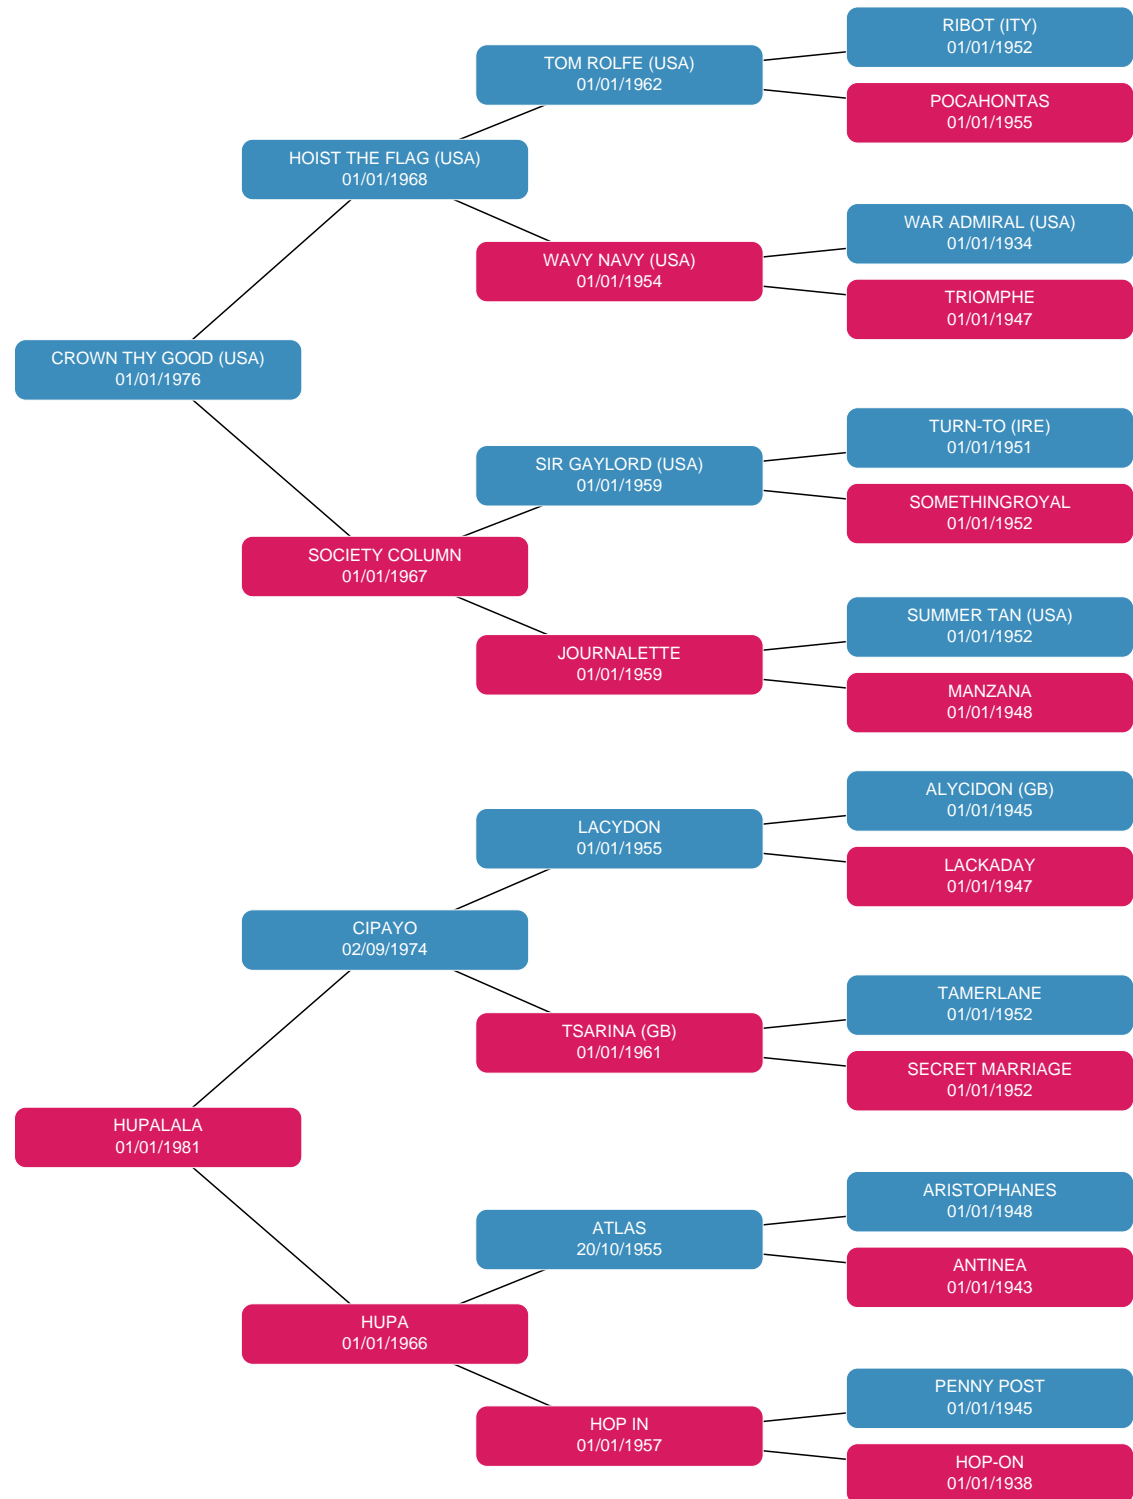 RIBOT (ITY)
01/01/1952
TOM ROLFE (USA)
01/01/1962
POCAHONTAS
01/01/1955
HOIST THE FLAG (USA)
01/01/1968
WAR ADMIRAL (USA)
01/01/1934
WAVY NAVY (USA)
01/01/1954
TRIOMPHE
01/01/1947
CROWN THY GOOD (USA)
01/01/1976
TURN-TO (IRE)
01/01/1951
SIR GAYLORD (USA)
01/01/1959
SOMETHINGROYAL
01/01/1952
SOCIETY COLUMN
01/01/1967
SUMMER TAN (USA)
01/01/1952
JOURNALETTE
01/01/1959
MANZANA
01/01/1948
ALYCIDON (GB)
01/01/1945
LACYDON
01/01/1955
LACKADAY
01/01/1947
CIPAYO
02/09/1974
TAMERLANE
01/01/1952
TSARINA (GB)
01/01/1961
SECRET MARRIAGE
01/01/1952
HUPALALA
01/01/1981
ARISTOPHANES
01/01/1948
ATLAS
20/10/1955
ANTINEA
01/01/1943
HUPA
01/01/1966
PENNY POST
01/01/1945
HOP IN
01/01/1957
HOP-ON
01/01/1938